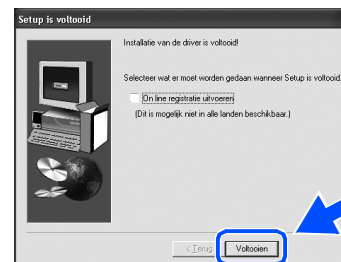 Setup is voltooid
Installatie van de driver is voltooid!
Selecteer wat er moet worden gedaan wanneer Setup is voltooid.
On line registratie uitvoeren
(Dit is mogelijk niet in alle landen beschikbaar.)
< Terug
Voltooien